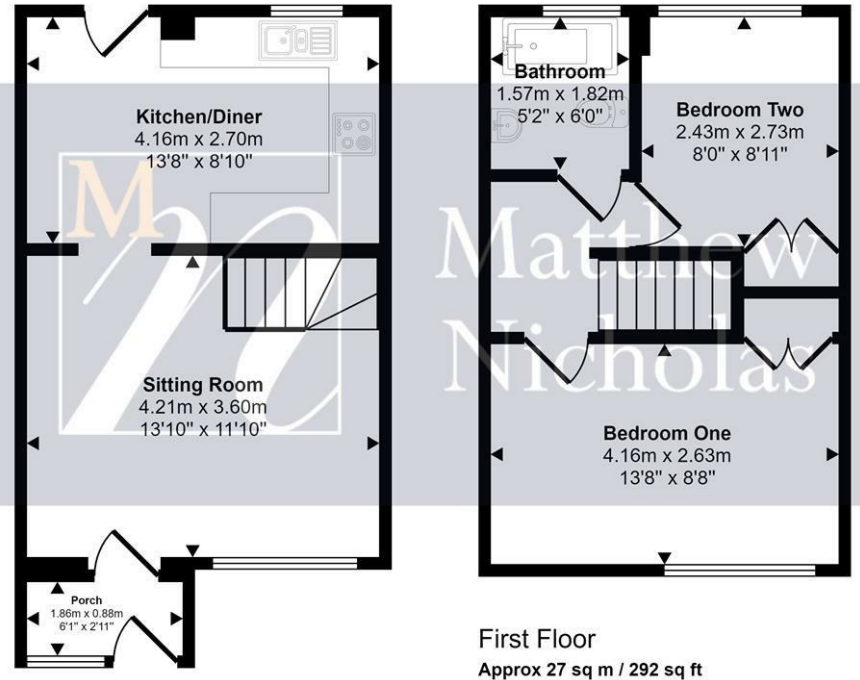 Kitchen/Diner
4.16m x 2.70m
13'8" x 8'10"
Sitting Room
4.21m x 3.60m
13'10" x 11'10"
Porch
1.86m x 0.88m
6'1" x 2'11"
Bathroom
1.57m x 1.82m
5'2" x 6'0"
Bedroom Two
2.43m x 2.73m
8'0" x 8'11"
Bedroom One
4.16m x 2.63m
13'8" x 8'8"
First Floor
Approx 27 sq m / 292 sq ft
M
n
Matthew
Nicholas